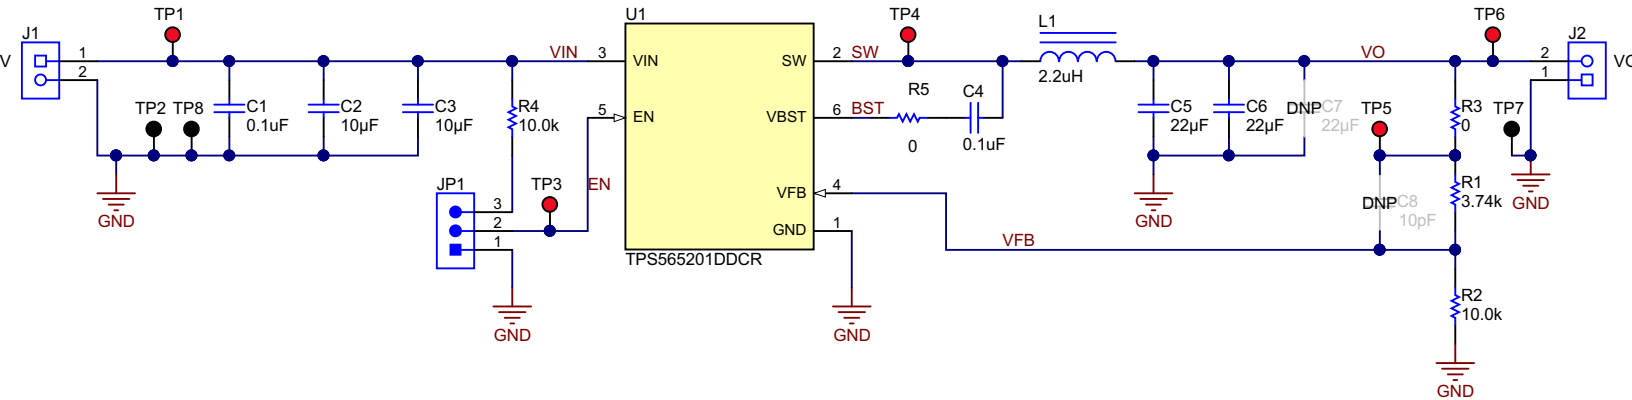 TP1
U1
TP4
L1
TP6
J1
J2
V
1
VIN
3
VIN
SW
2
SW
VO
2
2
2.2uH
1
TP2
TP8
C1
0.1uF
C2
10µF
C3
10µF
R4
10.0k
5
EN
VBST
6
BST
R5
0
C4
0.1uF
C5
22µF
C6
22µF
DNP
C7
22µF
TP5
R3
0
TP7
GND
JP1
3
2
1
TP3
EN
VFB
4
GND
1
GND
DNP
C8
10pF
R1
3.74k
GND
VFB
TPS565201DDCR
R2
10.0k
GND
GND
GND